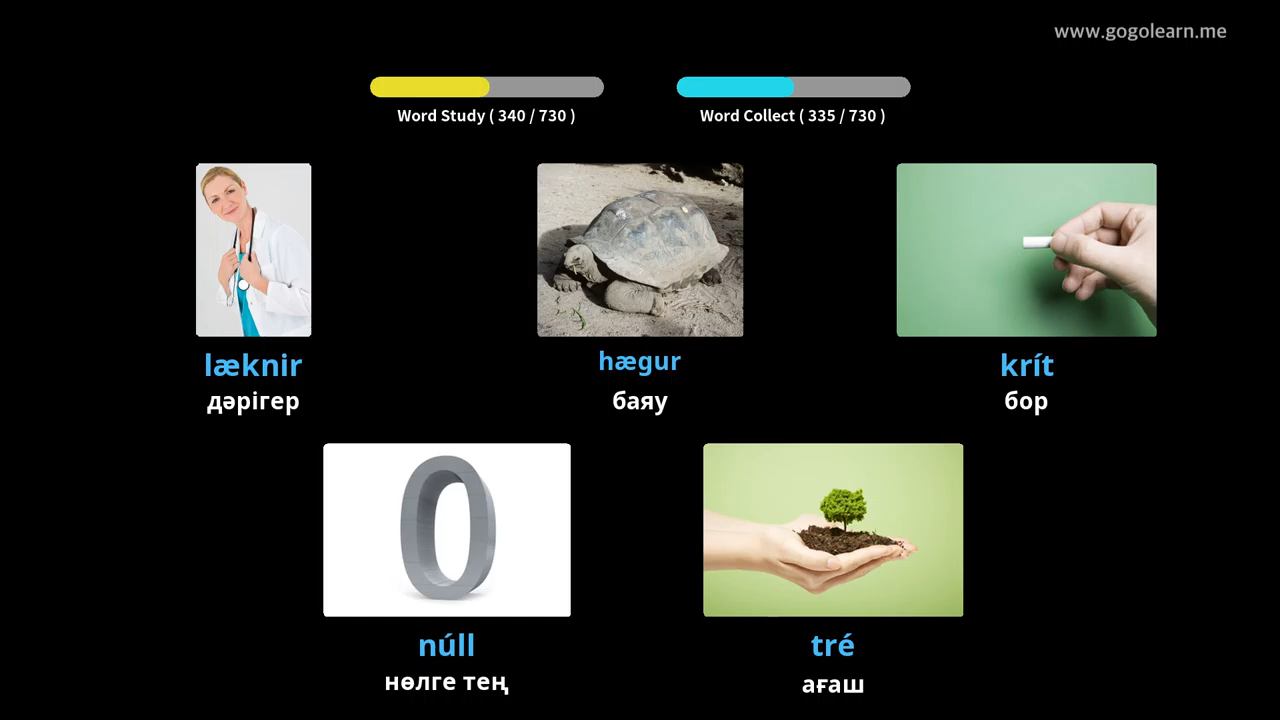 www.gogolearn.me
Word Study ( 340 / 730 )
Word Collect ( 335 / 730 )
læknir
дәрігер
hægur
баяу
krít
бор
0
núll
нөлге тең
tré
ағаш